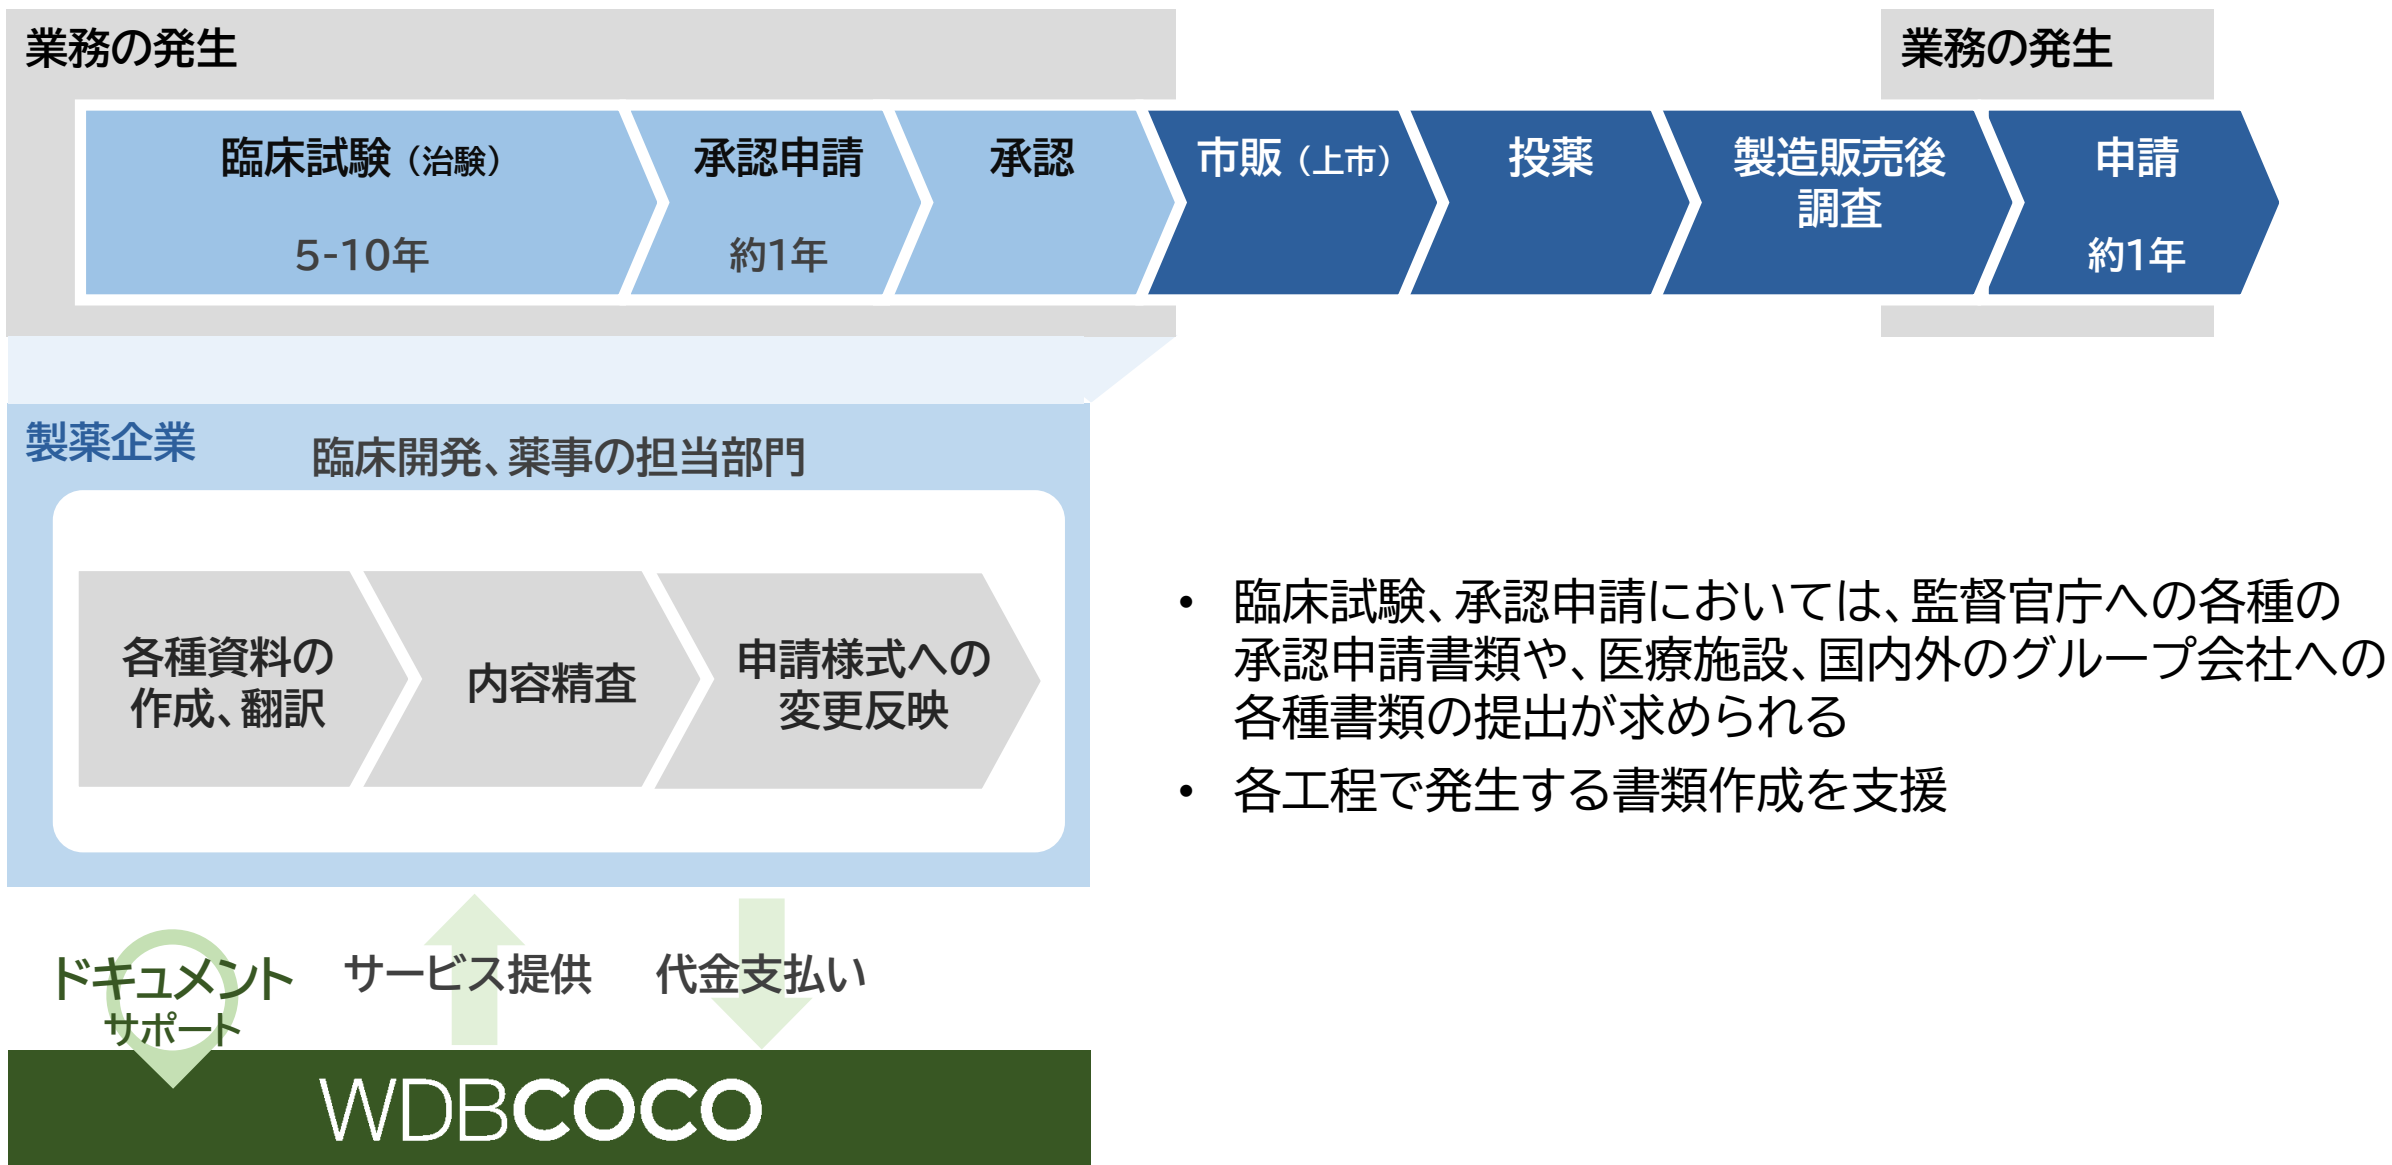 業務の発生
業務の発生
臨床試験（治験）
5-10年
承認申請
約1年
承認
市販（上市）
投薬
製造販売後
調査
申請
約1年
製薬企業
臨床開発、薬事の担当部門
各種資料の
作成、翻訳
内容精査
申請様式への
変更反映
• 臨床試験、承認申請においては、監督官庁への各種の
承認申請書類や、医療施設、国内外のグループ会社への
各種書類の提出が求められる
• 各工程で発生する書類作成を支援
ドキュメント
サポート
サービス提供
代金支払い
WDBCOCO